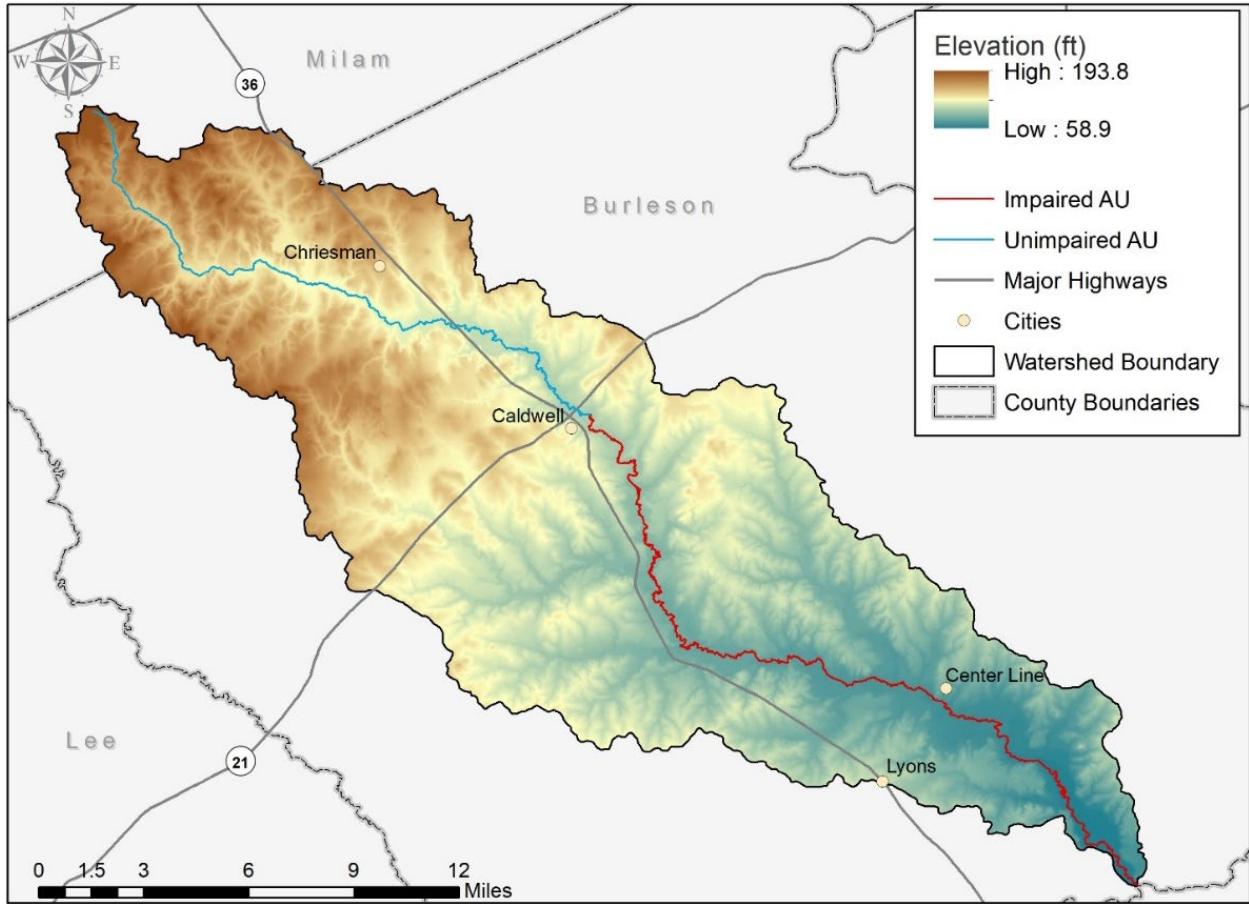 N
W E
S
Milam
36
Burleson
Chriesman
Caldwell
Center Line
Lyons
Lee
21
0 1.5 3 6 9 12
Miles
Elevation (ft)
High : 193.8
Low : 58.9
Impaired AU
Unimpaired AU
Major Highways
Cities
Watershed Boundary
County Boundaries